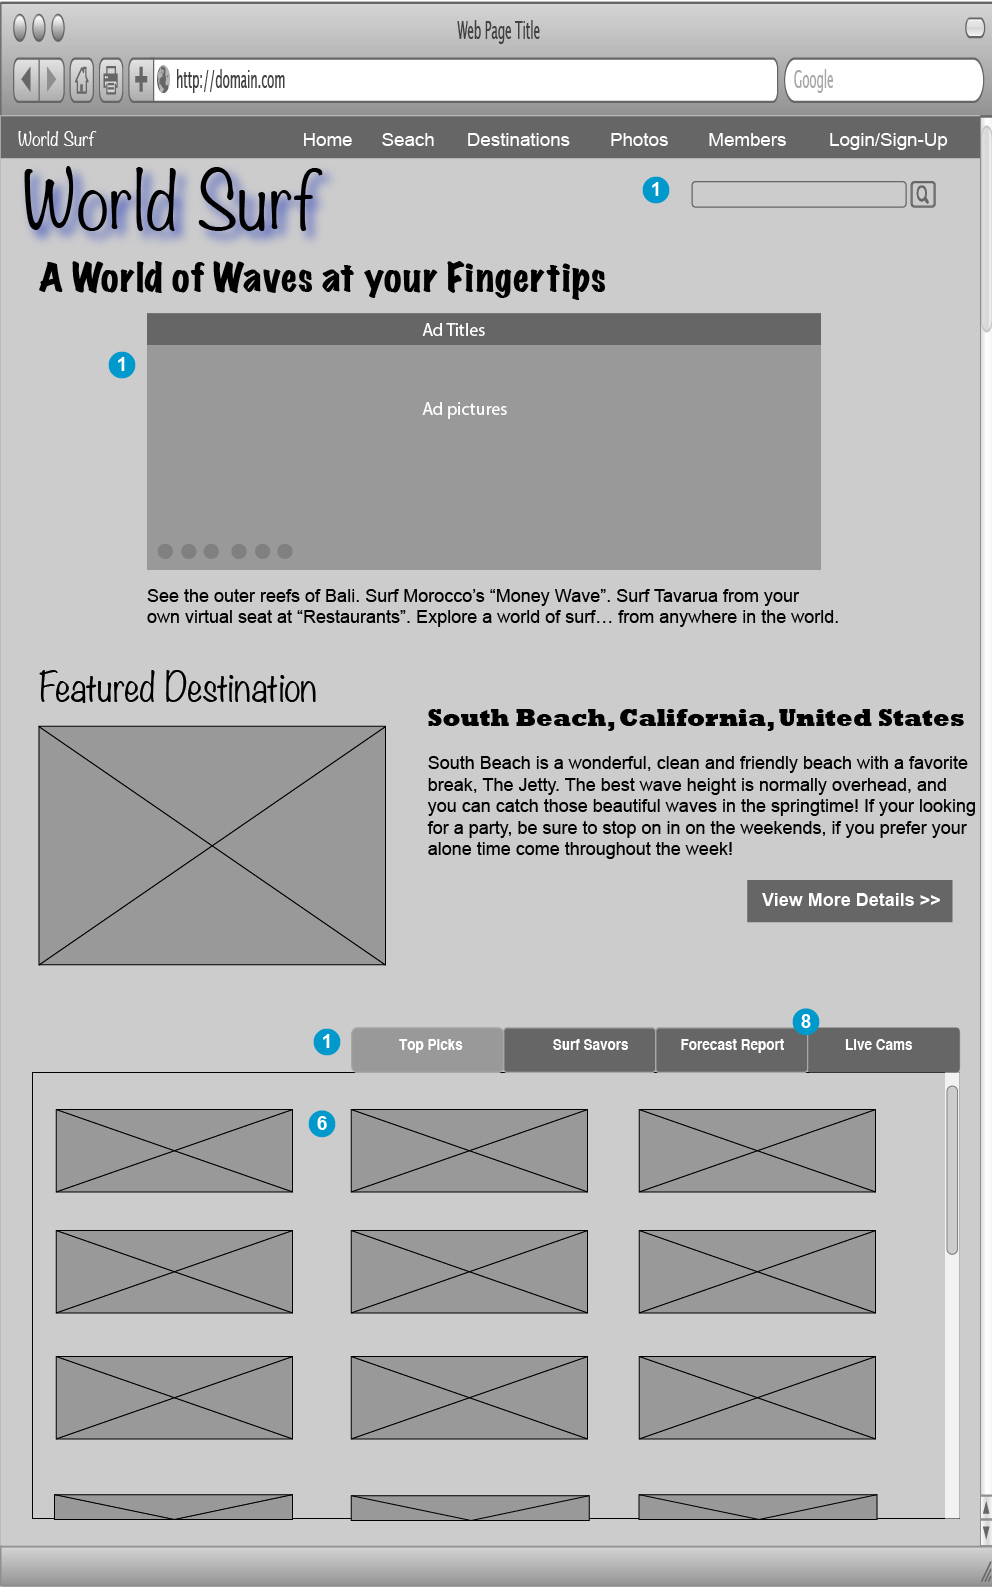 Web Page Title
http://domain.com
Google
World Surf
Home Seach Destinations Photos Members Login/Sign-Up
World Surf
1
A World of Waves at your Fingertips
Ad Titles
1
Ad pictures
See the outer reefs of Bali. Surf Morocco's “Money Wave”. Surf Tavarua from your
own virtual seat at “Restaurants”. Explore a world of surf… from anywhere in the world.
Featured Destination
South Beach, California, United States
South Beach is a wonderful, clean and friendly beach with a favorite
break, The Jetty. The best wave height is normally overhead, and
you can catch those beautiful waves in the springtime! If your looking
for a party, be sure to stop on in on the weekends, if you prefer your
alone time come throughout the week!
View More Details >>
1
Top Picks
Surf Savors
Forecast Report
8
Live Cams
6